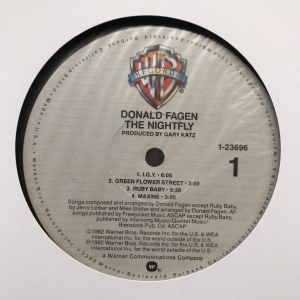 RECORDS
DONALD FAGEN
THE NIGHTFLY
PRODUCED BY GARY KATZ
1-23696
1
1. I.G.Y. • 6:05
2. GREEN FLOWER STREET • 3:40
3. RUBY BABY • 5:38
4. MAXINE • 3:50
Songs composed and arranged by Donald Fagen except Ruby Baby,
by Jerry Leiber and Mike Stoller and arranged by Donald Fagen. All
songs published by Freejunket Music ASCAP except Ruby Baby
published by Intersong Music/Quintet Music/
Bienstock Pub. Co. ASCAP
©1982 Warner Bros. Records Inc. for the U.S. & WEA
International Inc. for the world outside of the U.S.
℗1982 Warner Bros. Records Inc. for the U.S. & WEA
International Inc. for the world outside of the U.S.
A Warner Communications Company